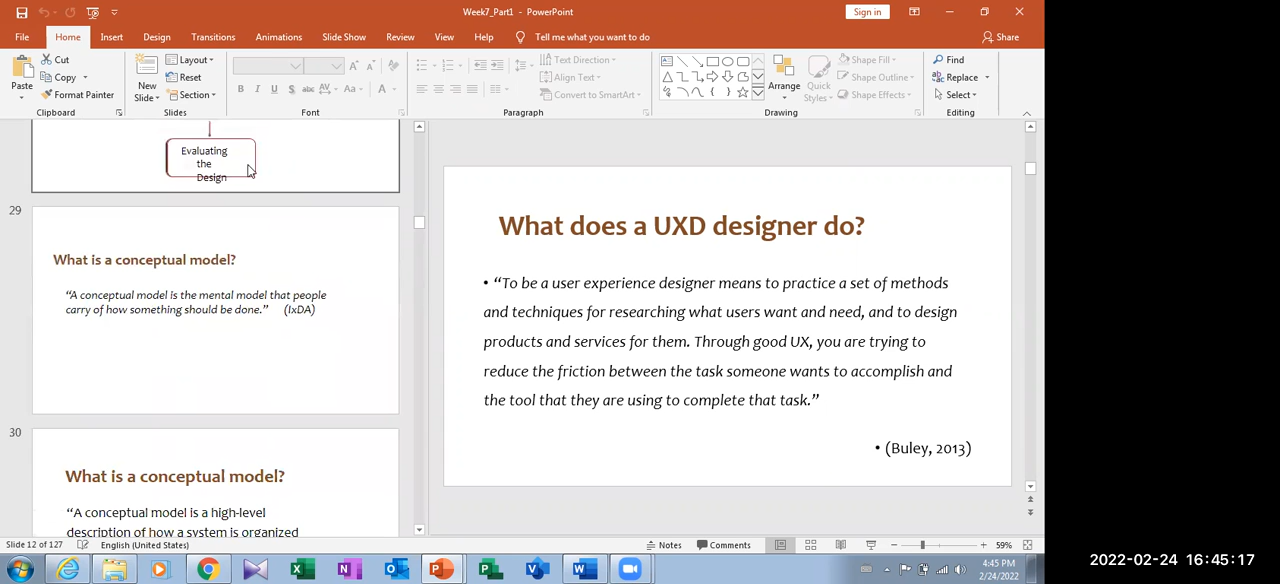 Week7_Part1 - PowerPoint
Sign in
File Home Insert Design Transitions Animations Slide Show Review View Help Tell me what you want to do Share
Paste
Cut
Copy
Format Painter
Clipboard
New
Slide
Layout
Reset
Section
Slides
B I U S abc AV Aa A
Font
Text Direction
Align Text
Convert to SmartArt
Paragraph
Arrange
Quick
Styles
Shape Fill
Shape Outline
Shape Effects
Drawing
Find
Replace
Select
Editing
Evaluating
the
Design
29
What is a conceptual model?
“A conceptual model is the mental model that people
carry of how something should be done.” (IxDA)
30
What is a conceptual model?
“A conceptual model is a high-level
description of how a system is organized
What does a UXD designer do?
• “To be a user experience designer means to practice a set of methods
and techniques for researching what users want and need, and to design
products and services for them. Through good UX, you are trying to
reduce the friction between the task someone wants to accomplish and
the tool that they are using to complete that task.”
• (Buley, 2013)
Slide 12 of 127 English (United States) Notes Comments 59%
4:45 PM
2/24/2022
2022-02-24 16:45:17